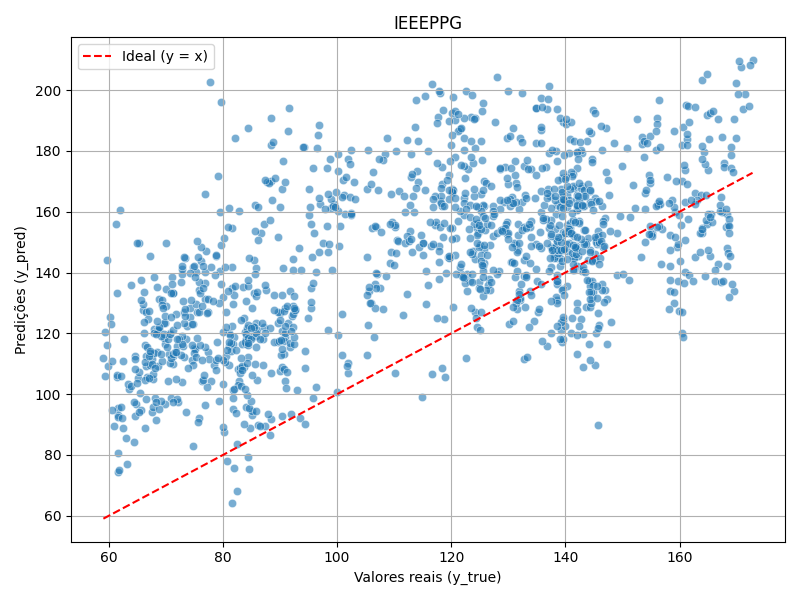 IEEEPPG
Ideal (y = x)
Predições (y_pred)
200
180
160
140
120
100
80
60
60 80 100 120 140 160
Valores reais (y_true)